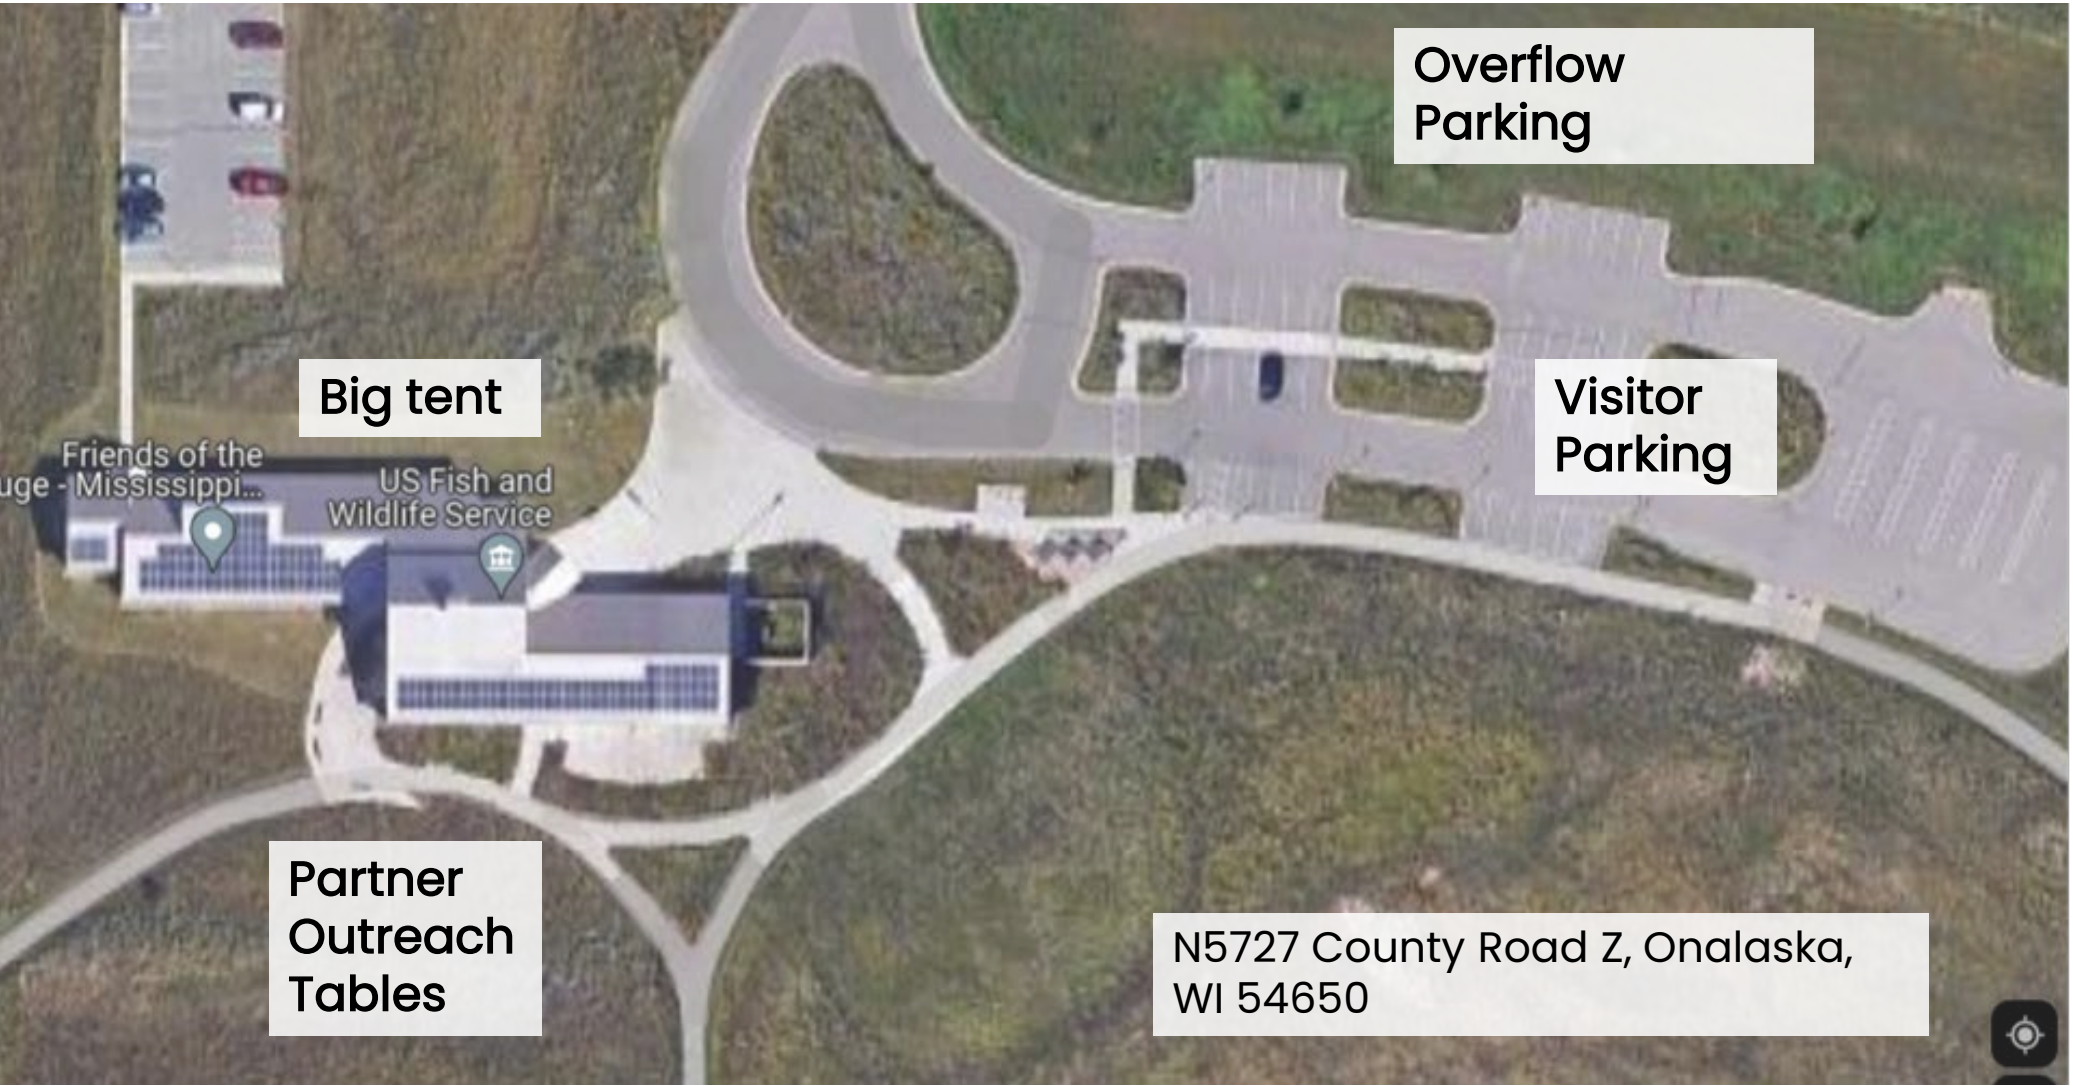 Overflow
Parking
Big tent
Visitor
Parking
Friends of the
uge - Mississippi...
US Fish and
Wildlife Service
Partner
Outreach
Tables
N5727 County Road Z, Onalaska,
WI 54650